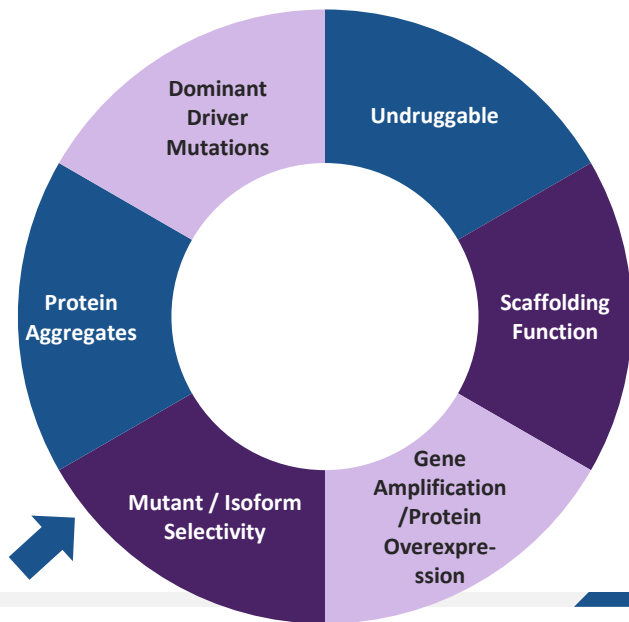 Dominant
Driver
Mutations
Undruggable
Protein
Aggregates
Scaffolding
Function
Mutant / Isoform
Selectivity
Gene
Amplification
/Protein
Overexpre-
ssion